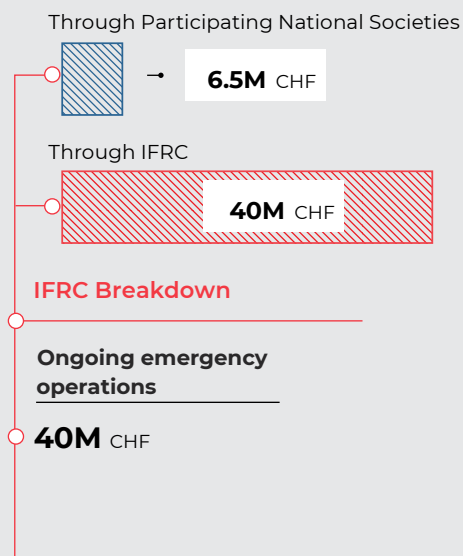 Through Participating National Societies
6.5M CHF
Through IFRC
40M CHF
IFRC Breakdown
Ongoing emergency
operations
40M CHF